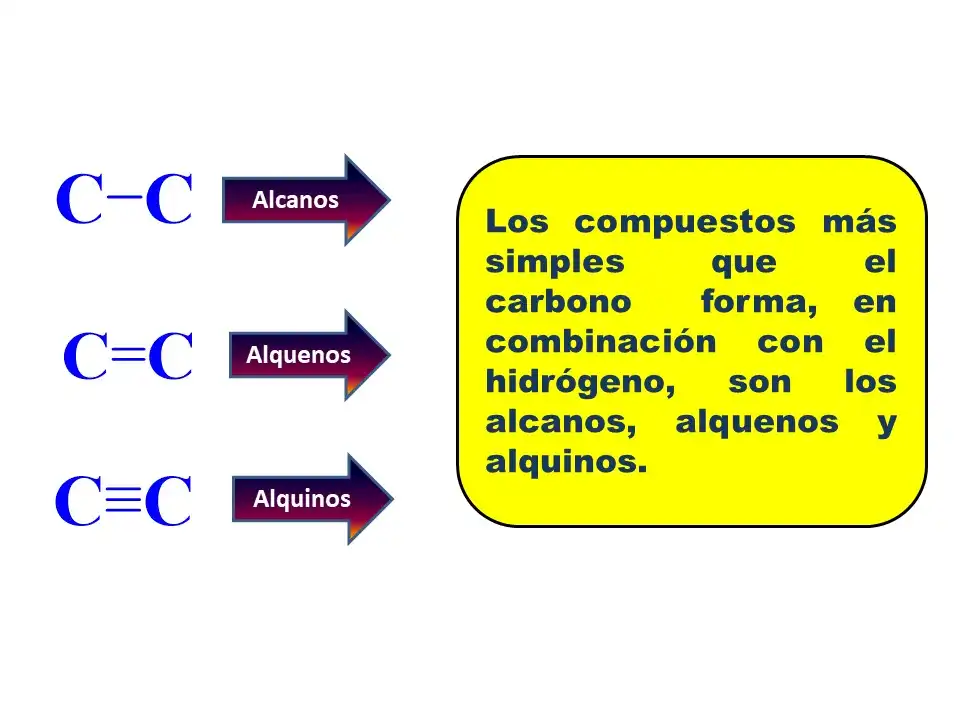 C−C
Alcanos
C=C
Alquenos
C≡C
Alquinos
Los compuestos más
simples que el
carbono forma, en
combinación con el
hidrógeno, son los
alcanos, alquenos y
alquinos.